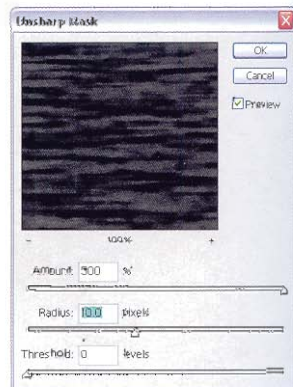 Unsharp Mask
OK
Cancel
Preview
- 100% +
Amount: 500 %
Radius: 10.0 pixels
Threshold: 0 levels